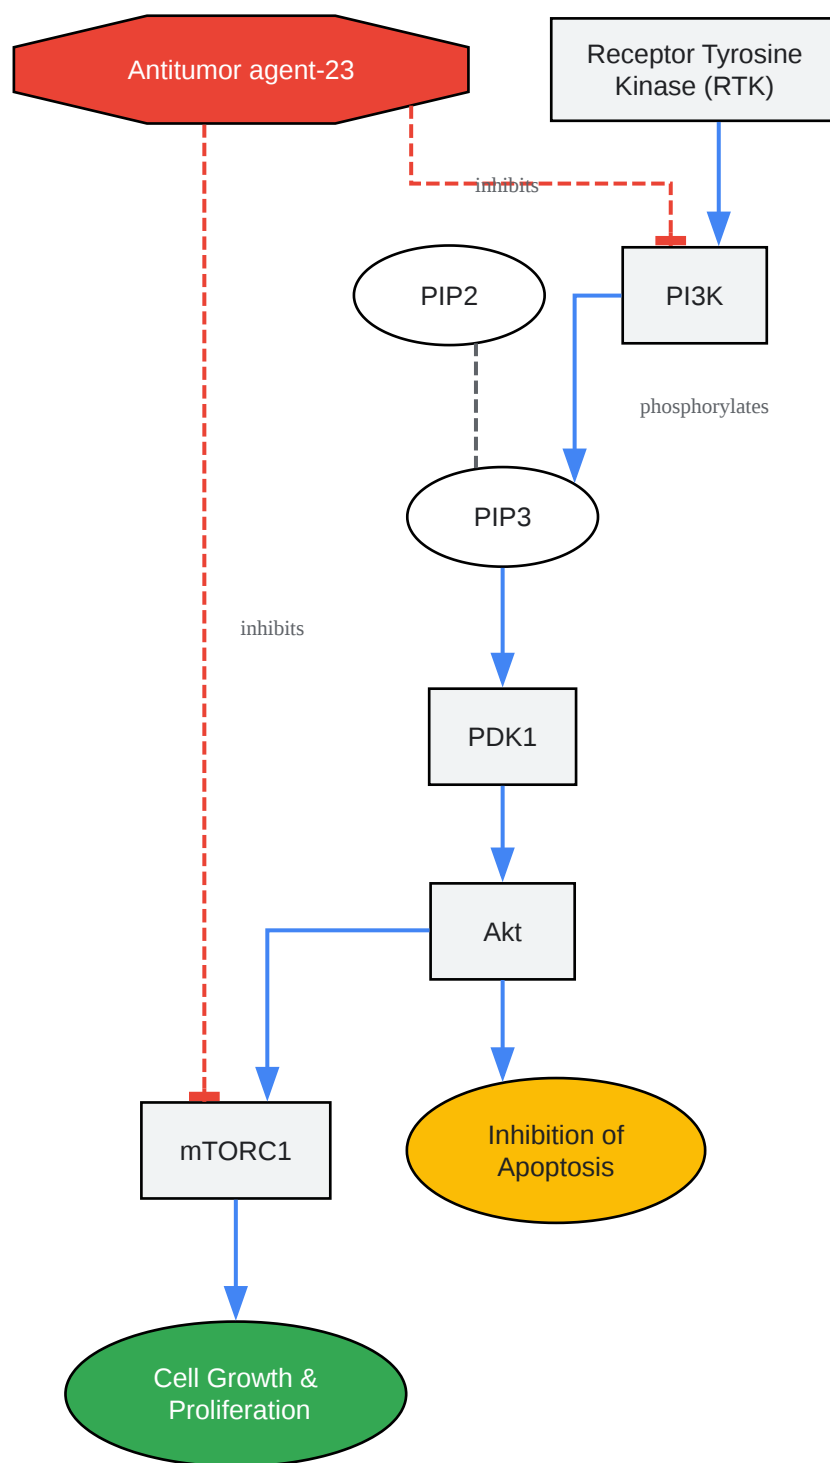 Antitumor agent-23
Receptor Tyrosine
Kinase (RTK)
inhibits
PIP2
PI3K
phosphorylates
PIP3
inhibits
PDK1
Akt
mTORC1
Inhibition of
Apoptosis
Cell Growth &
Proliferation